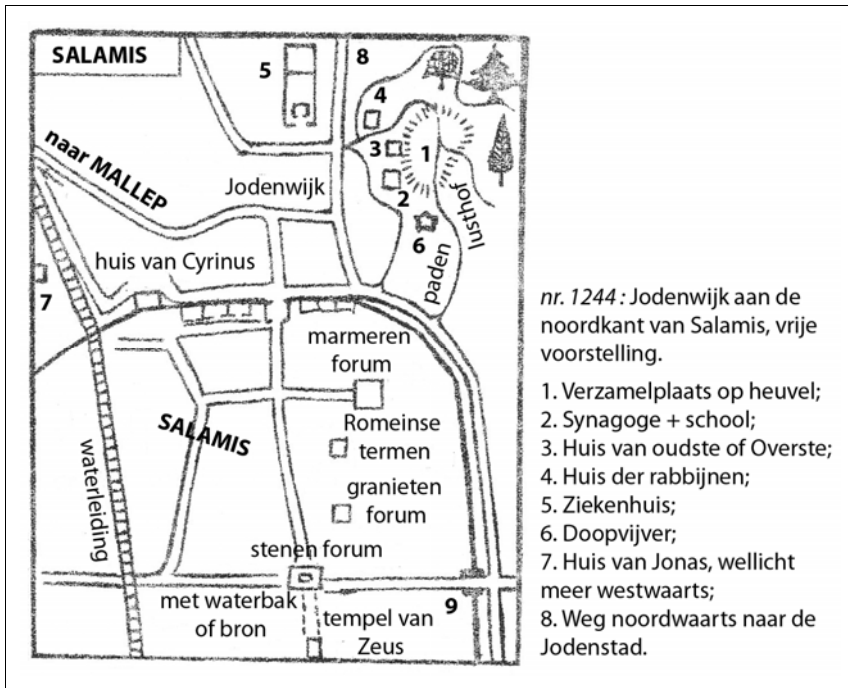 SALAMIS
5
8
4
naar MALLEP
3
1
Jodenwijk
2
lusthof
6
paden
huis van Cyrinus
7
marmeren
forum
Romeinse
termen
SALAMIS
waterleiding
granieten
forum
stenen forum
met waterbak
of bron
tempel van
Zeus
9
nr. 1244 : Jodenwijk aan de
noordkant van Salamis, vrije
voorstelling.
1. Verzamelplaats op heuvel;
2. Synagoge + school;
3. Huis van oudste of Overste;
4. Huis der rabbijnen;
5. Ziekenhuis;
6. Doopvijver;
7. Huis van Jonas, wellicht
meer westwaarts;
8. Weg noordwaarts naar de
Jodenstad.